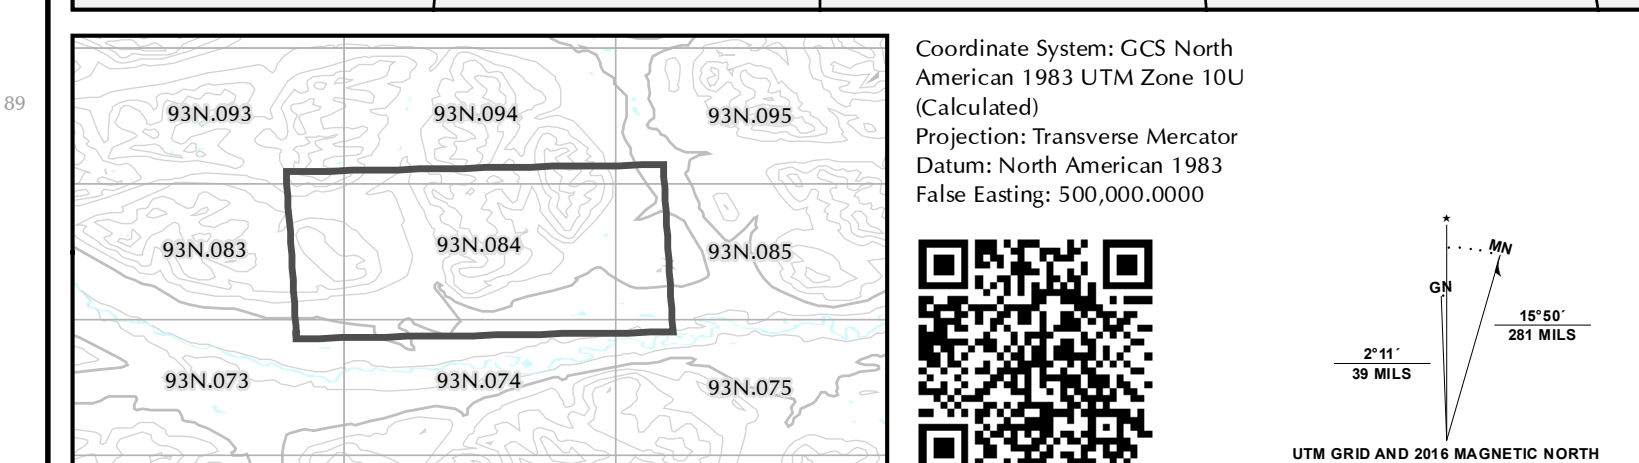 89
93N.093
93N.094
93N.095
93N.083
93N.084
93N.085
93N.073
93N.074
93N.075
Coordinate System: GCS North
American 1983 UTM Zone 10U
(Calculated)
Projection: Transverse Mercator
Datum: North American 1983
False Easting: 500,000.0000
MN
GN
15°50´
281 MILS
2°11´
39 MILS
UTM GRID AND 2016 MAGNETIC NORTH